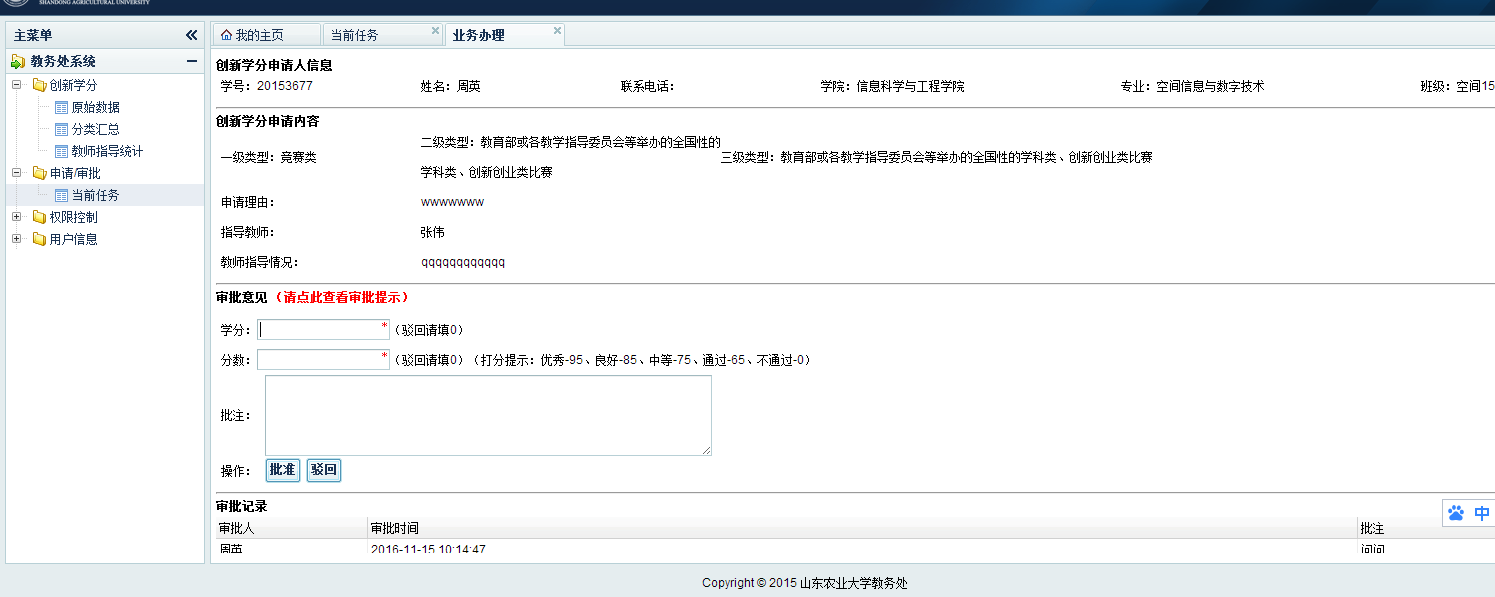 SHANDONG AGRICULTURAL UNIVERSITY
主菜单
教务处系统
创新学分
原始数据
分类汇总
教师指导统计
申请/审批
当前任务
权限控制
用户信息
我的主页 当前任务 业务办理
创新学分申请人信息
学号：20153677 姓名：周英 联系电话： 学院：信息科学与工程学院 专业：空间信息与数字技术 班级：空间15
创新学分申请内容
一级类型：竞赛类
二级类型：教育部或各教学指导委员会等举办的全国性的
学科类、创新创业类比赛
三级类型：教育部或各教学指导委员会等举办的全国性的学科类、创新创业类比赛
申请理由： wwwwwww
指导教师： 张伟
教师指导情况： qqqqqqqqqqqq
审批意见（请点此查看审批提示）
学分： *（驳回请填0）
分数： *（驳回请填0）（打分提示：优秀-95、良好-85、中等-75、通过-65、不通过-0）
批注：
操作： 批准 驳回
审批记录
审批人 审批时间 批注
周英 2016-11-15 10:14:47 问问
中
Copyright © 2015 山东农业大学教务处